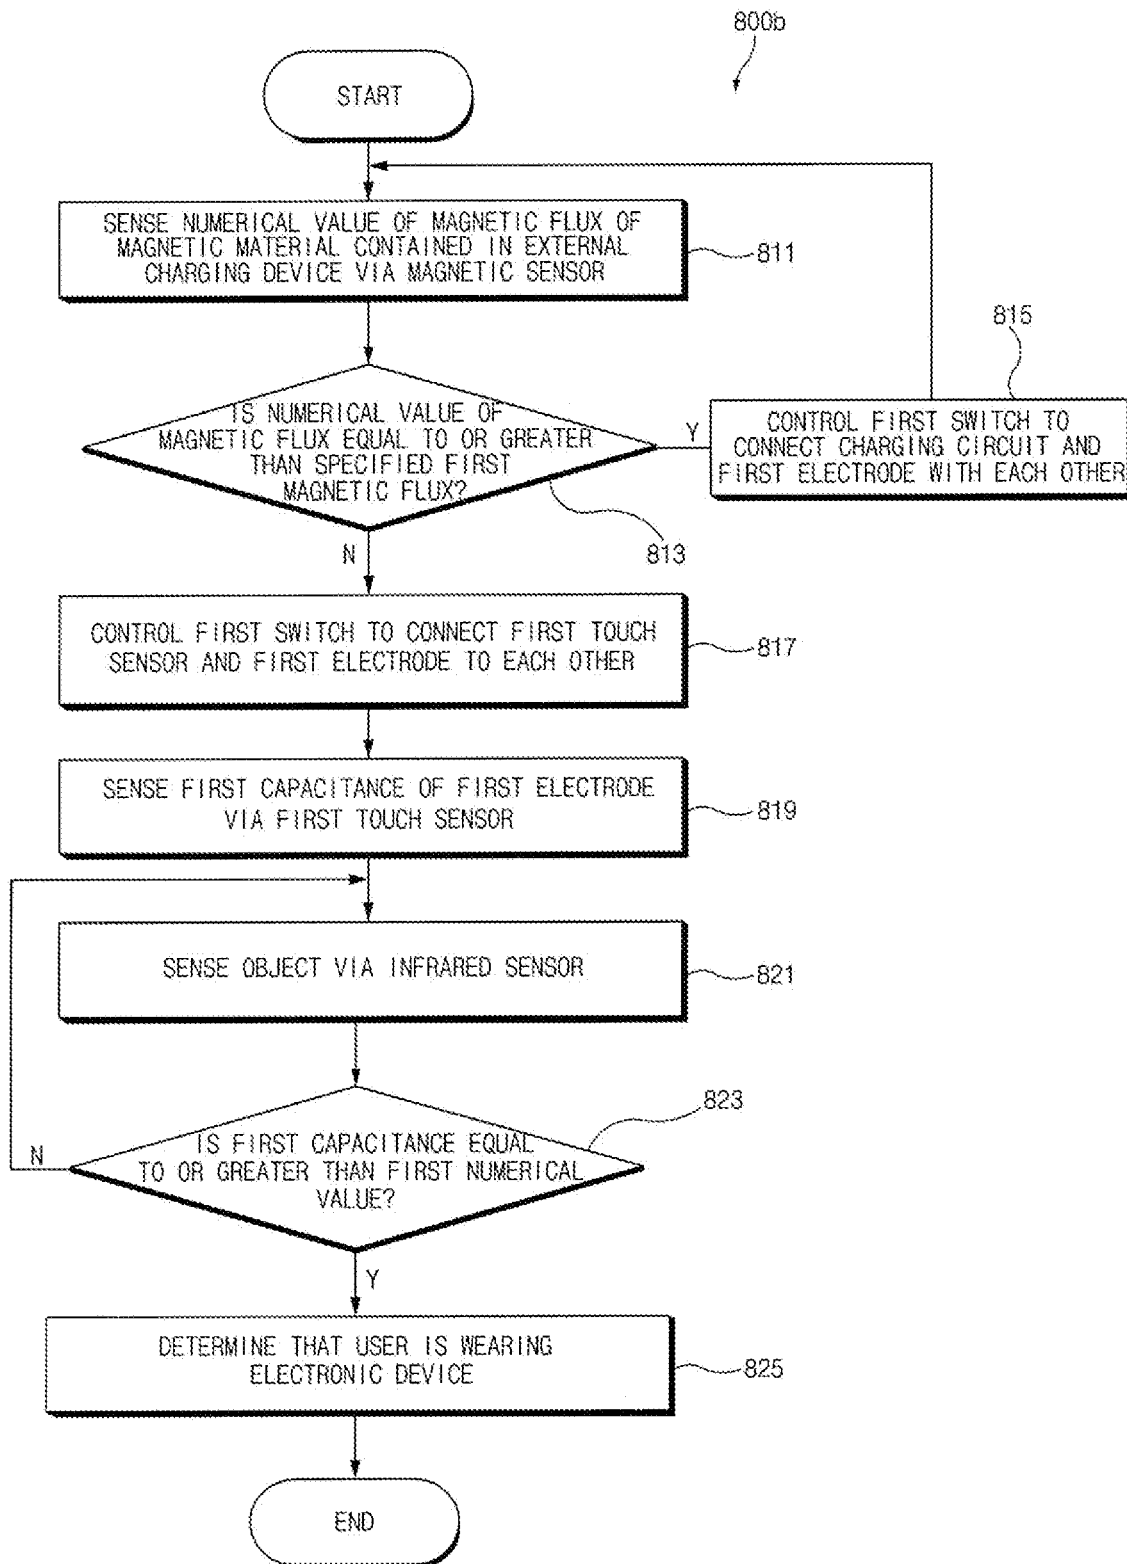 800b
START
SENSE NUMERICAL VALUE OF MAGNETIC FLUX OF
MAGNETIC MATERIAL CONTAINED IN EXTERNAL
CHARGING DEVICE VIA MAGNETIC SENSOR
811
IS NUMERICAL VALUE OF
MAGNETIC FLUX EQUAL TO OR GREATER
THAN SPECIFIED FIRST
MAGNETIC FLUX?
813
Y
815
CONTROL FIRST SWITCH TO
CONNECT CHARGING CIRCUIT AND
FIRST ELECTRODE WITH EACH OTHER
N
CONTROL FIRST SWITCH TO CONNECT FIRST TOUCH
SENSOR AND FIRST ELECTRODE TO EACH OTHER
817
SENSE FIRST CAPACITANCE OF FIRST ELECTRODE
VIA FIRST TOUCH SENSOR
819
SENSE OBJECT VIA INFRARED SENSOR
821
823
IS FIRST CAPACITANCE EQUAL
TO OR GREATER THAN FIRST NUMERICAL
VALUE?
N
Y
DETERMINE THAT USER IS WEARING
ELECTRONIC DEVICE
825
END